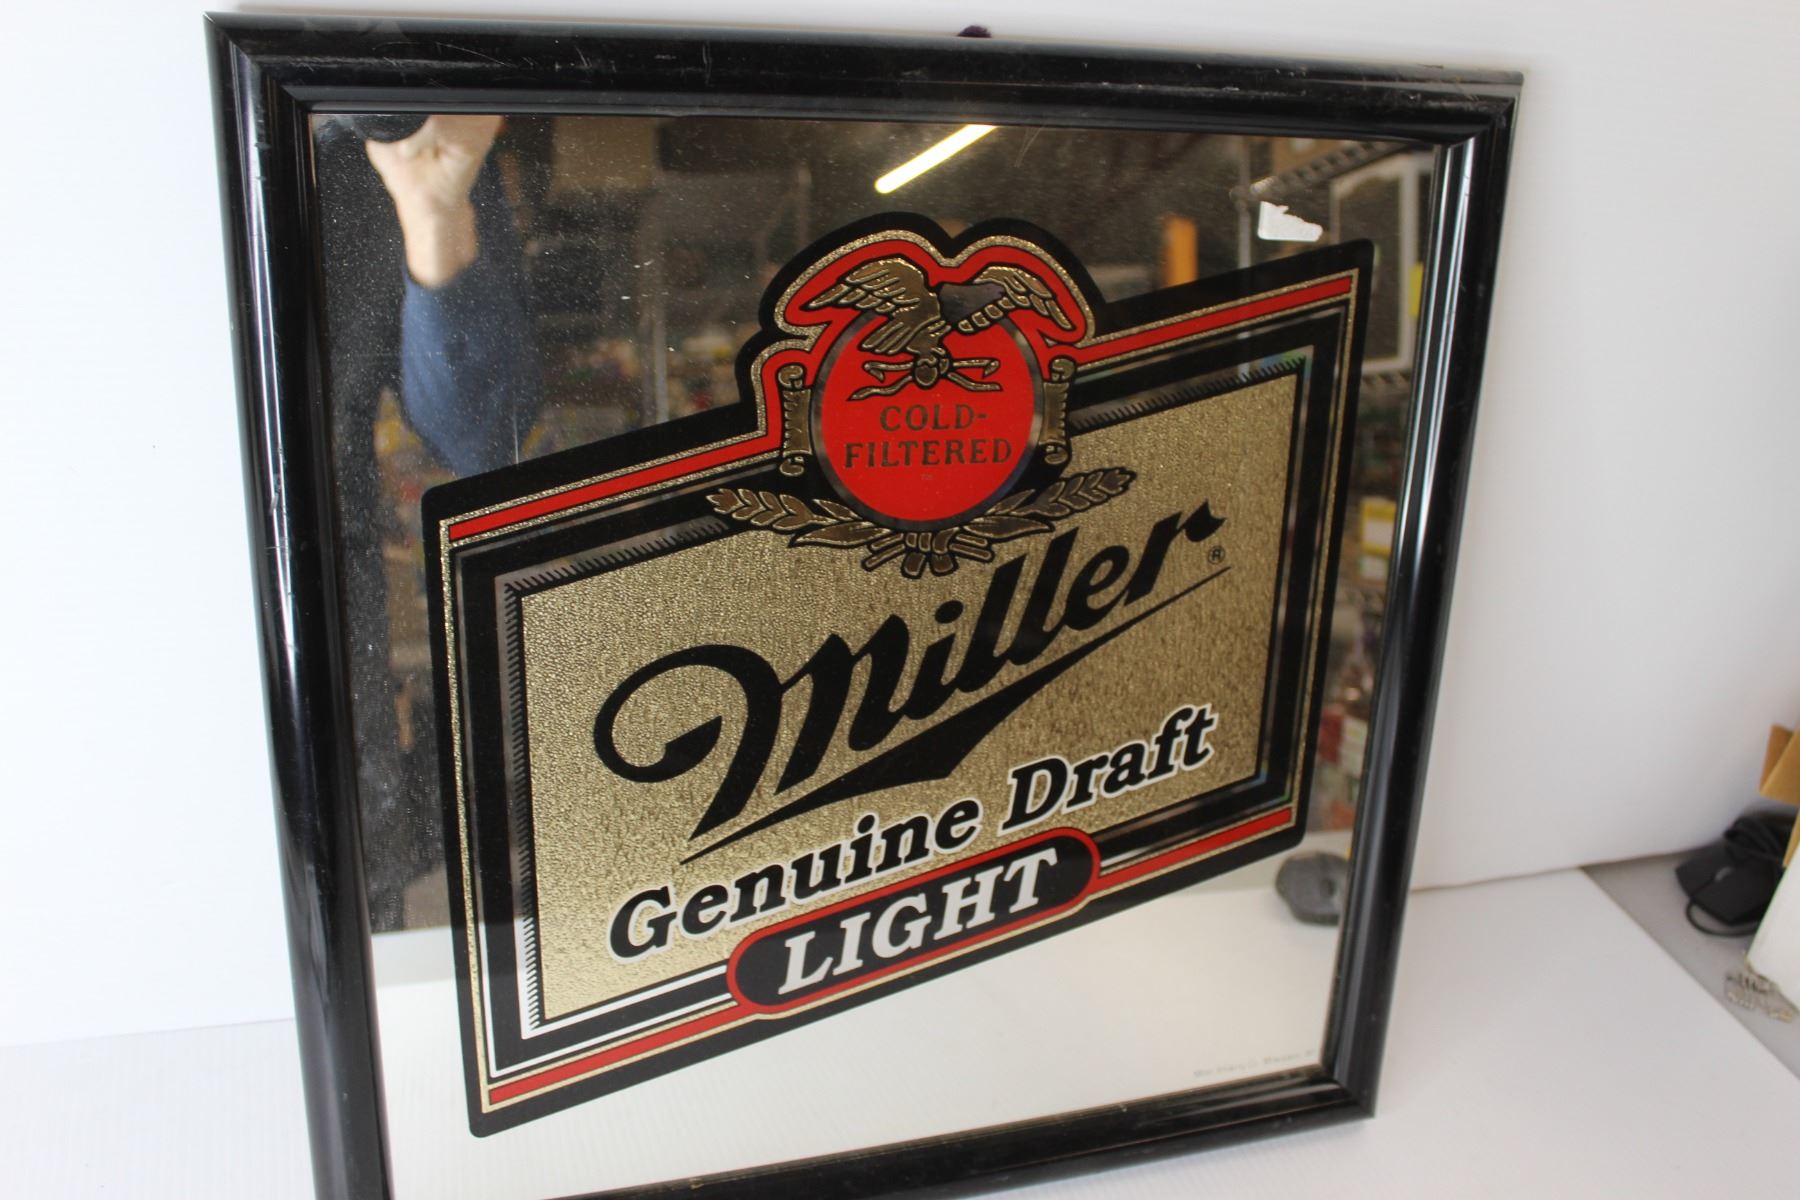 COLD-
FILTERED
Miller®
Genuine Draft
LIGHT